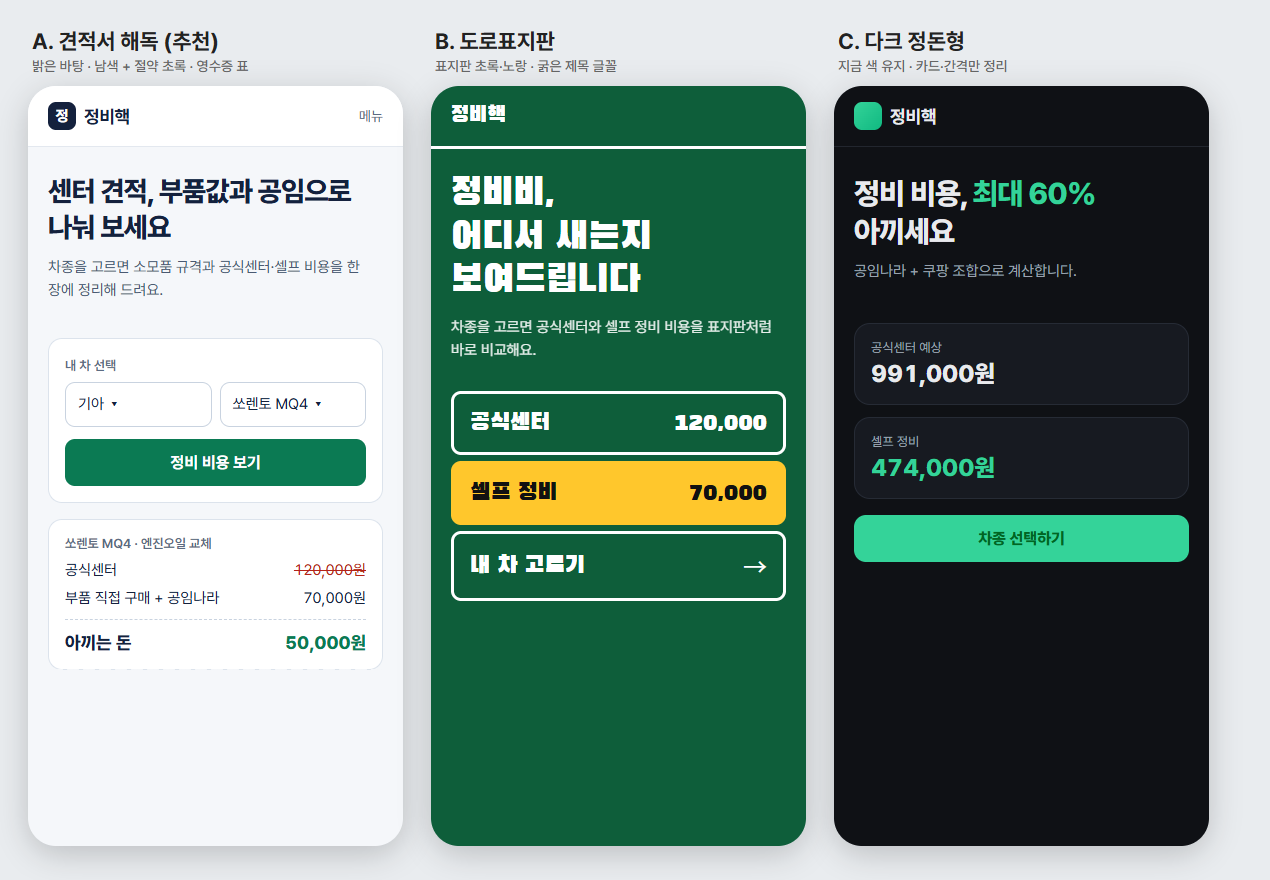 A. 견적서 해독 (추천)
밝은 바탕 · 남색 + 절약 초록 · 영수증 표
정 정비핵
메뉴
센터 견적, 부품값과 공임으로
나눠 보세요
차종을 고르면 소모품 규격과 공식센터·셀프 비용을 한
장에 정리해 드려요.
내 차 선택
기아 ▾
쏘렌토 MQ4 ▾
정비 비용 보기
쏘렌토 MQ4 · 엔진오일 교체
공식센터 120,000원
부품 직접 구매 + 공임나라 70,000원
아끼는 돈 50,000원
B. 도로표지판
표지판 초록·노랑 · 굵은 제목 글꼴
정비핵
정비비,
어디서 새는지
보여드립니다
차종을 고르면 공식센터와 셀프 정비 비용을 표지판처럼
바로 비교해요.
공식센터 120,000
셀프 정비 70,000
내 차 고르기 →
C. 다크 정돈형
지금 색 유지 · 카드·간격만 정리
정비핵
정비 비용, 최대 60%
아끼세요
공임나라 + 쿠팡 조합으로 계산합니다.
공식센터 예상
991,000원
셀프 정비
474,000원
차종 선택하기